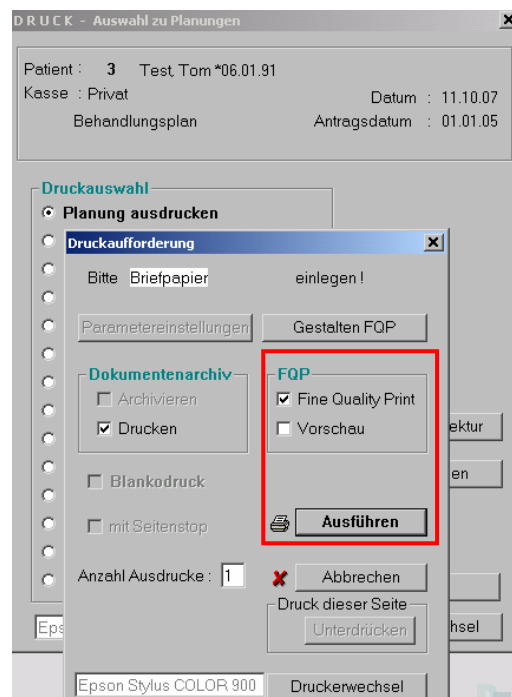 DRUCK - Auswahl zu Planungen
Patient : 3 Test, Tom *06.01.91
Kasse : Privat Datum : 11.10.07
Behandlungsplan Antragsdatum : 01.01.05
Druckauswahl
Planung ausdrucken
Druckaufforderung
Bitte Briefpapier einlegen !
Parametereinstellungen Gestalten FQP
Dokumentenarchiv FQP
Archivieren Fine Quality Print
Drucken Vorschau
ektur
Blankodruck en
mit Seitenstop Ausführen
Anzahl Ausdrucke : 1 Abbrechen
Druck dieser Seite
Eps Unterdrücken hsel
Epson Stylus COLOR 900 Druckerwechsel